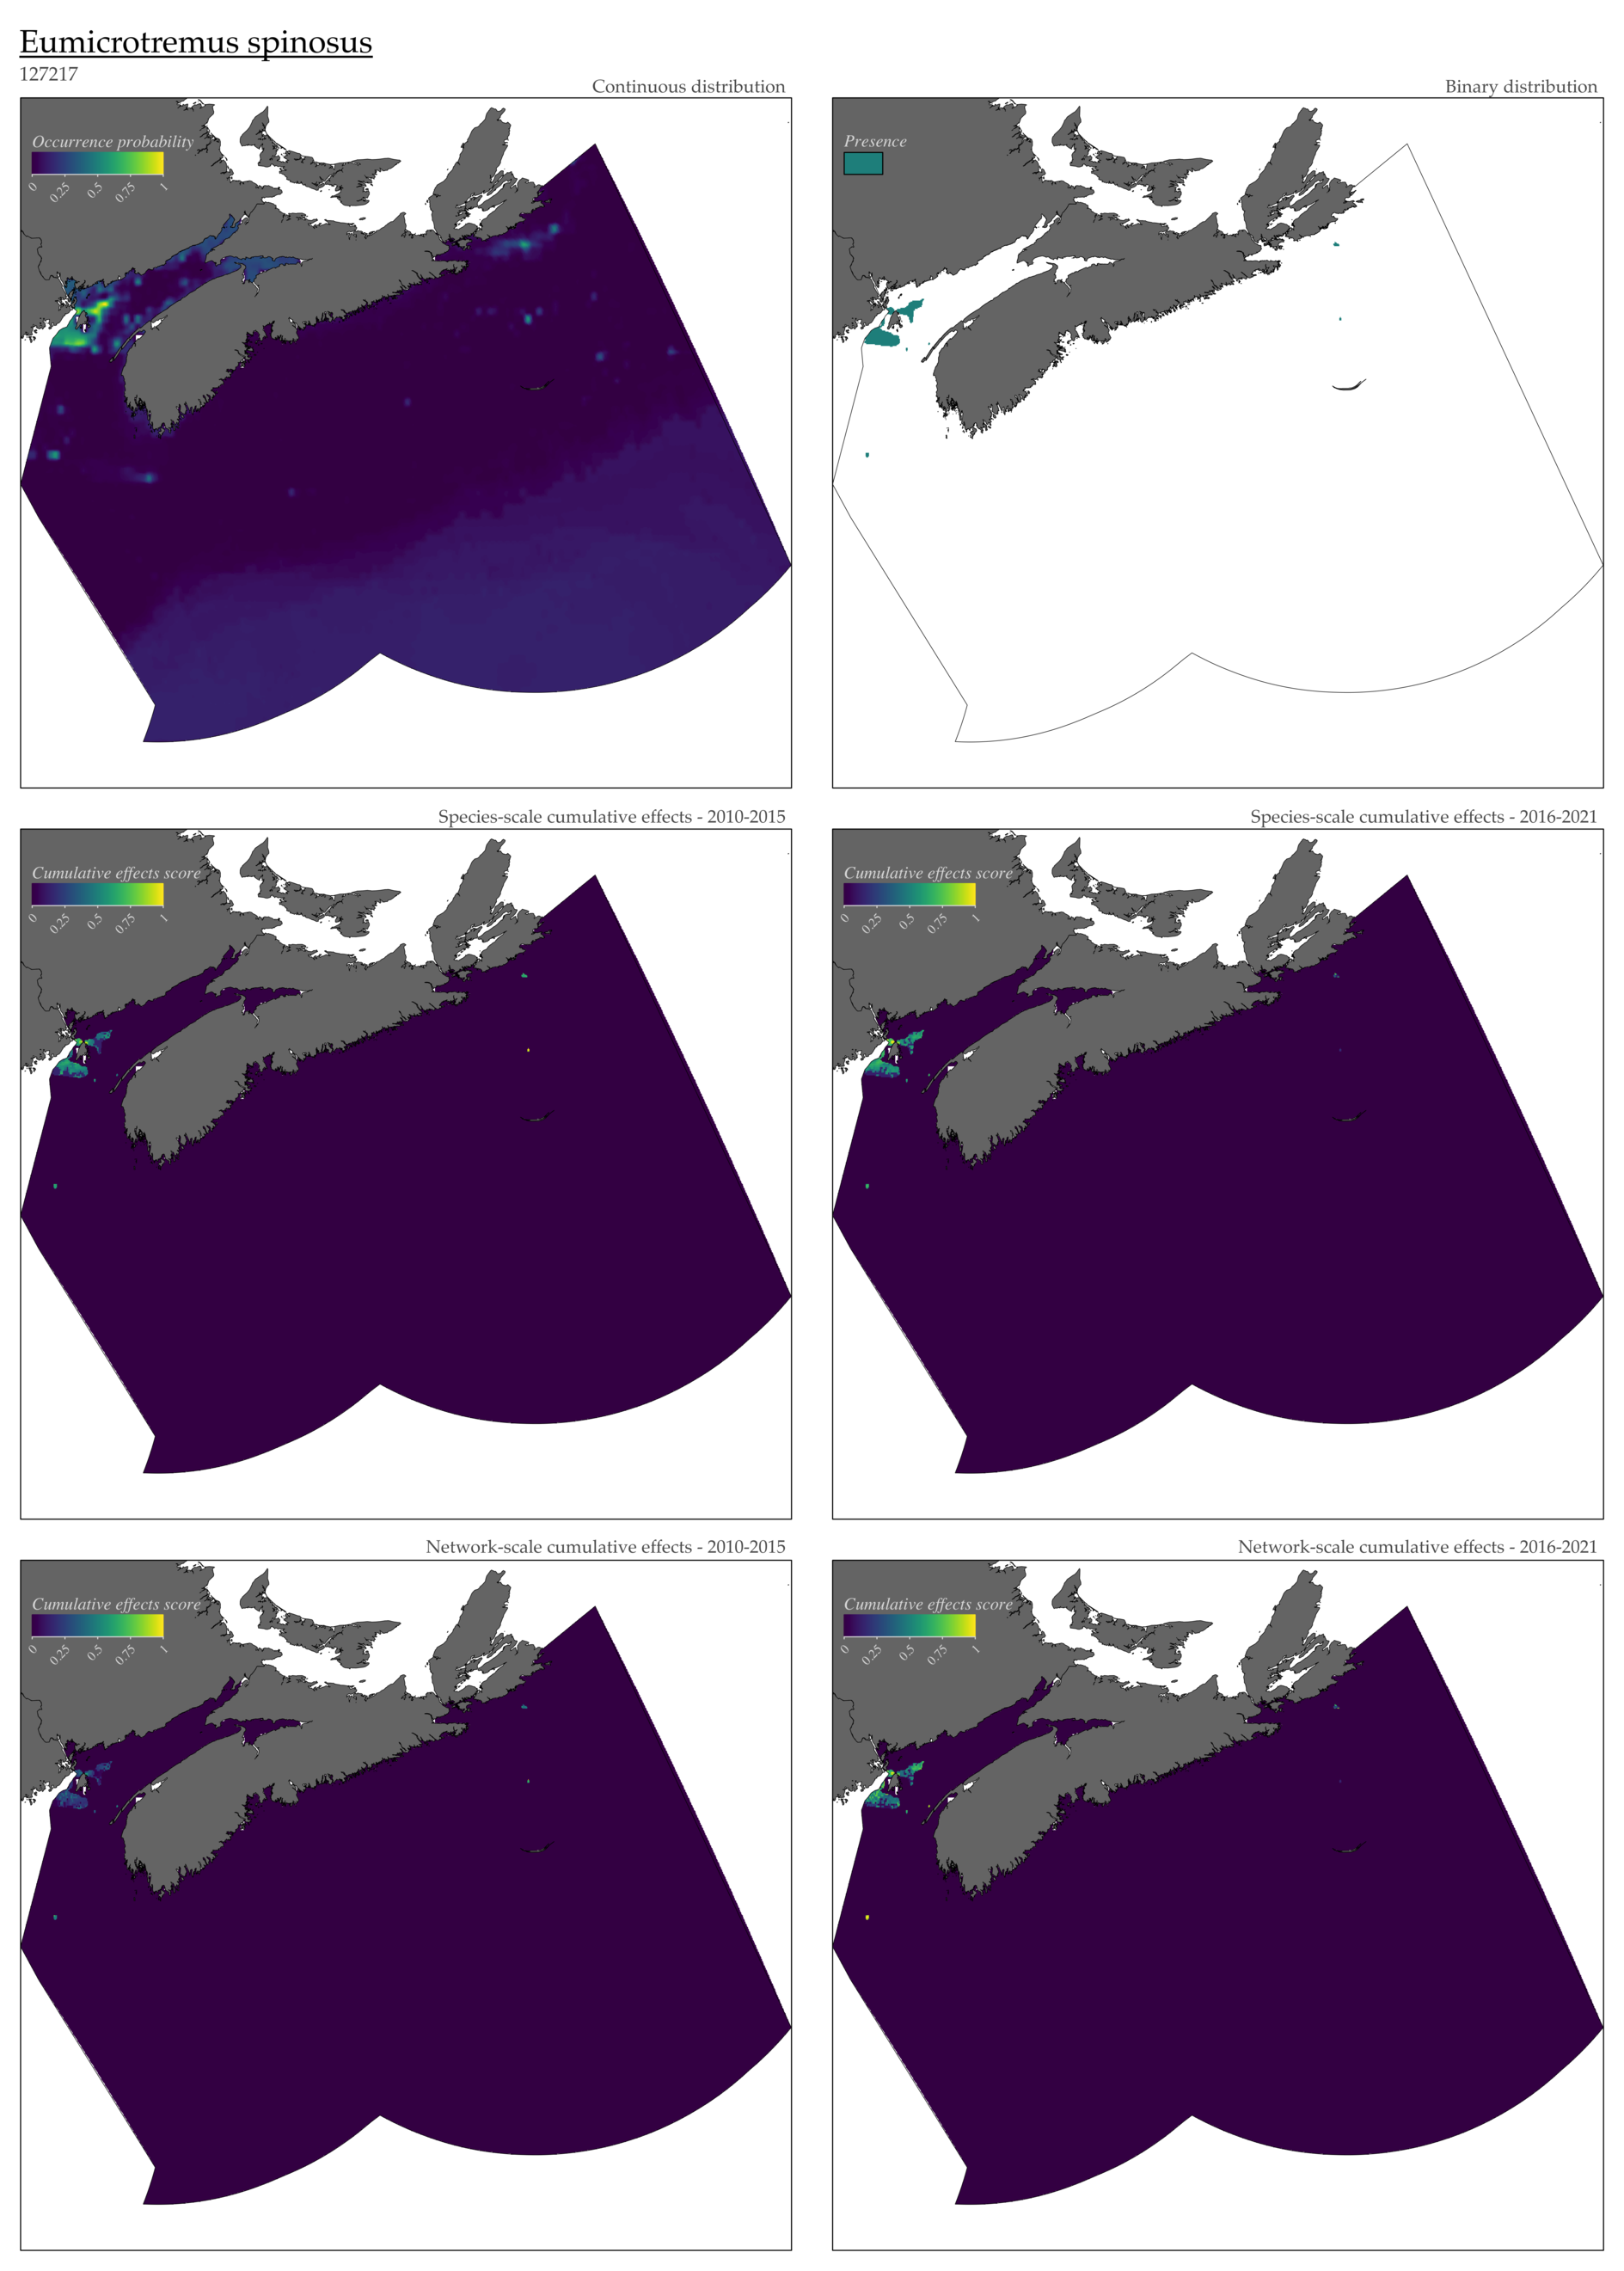 Eumicrotremus spinosus
127217
Continuous distribution
Occurrence probability
0 0.25 0.5 0.75 1
Binary distribution
Presence
Species-scale cumulative effects - 2010-2015
Cumulative effects score
0 0.25 0.5 0.75 1
Species-scale cumulative effects - 2016-2021
Cumulative effects score
0 0.25 0.5 0.75 1
Network-scale cumulative effects - 2010-2015
Cumulative effects score
0 0.25 0.5 0.75 1
Network-scale cumulative effects - 2016-2021
Cumulative effects score
0 0.25 0.5 0.75 1